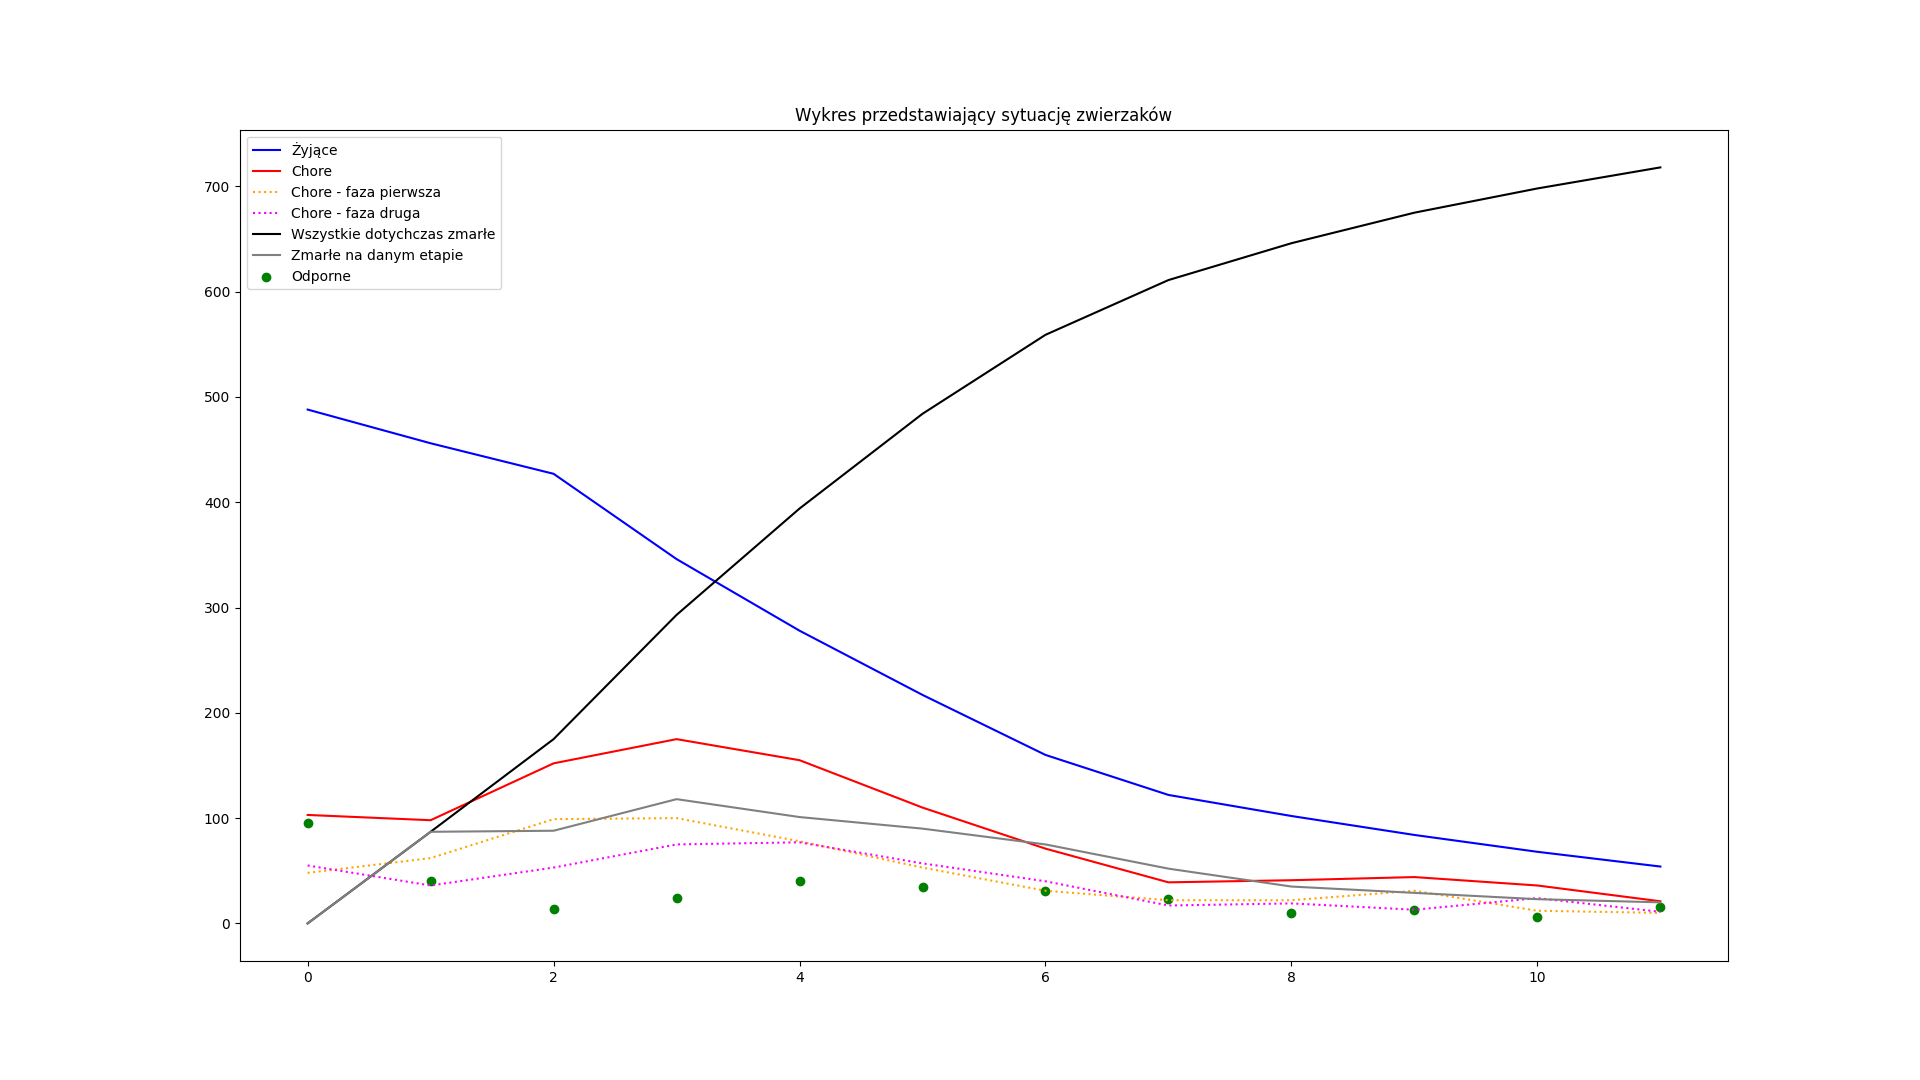 Wykres przedstawiający sytuację zwierzaków
Żyjące
Chore
Chore - faza pierwsza
Chore - faza druga
Wszystkie dotychczas zmarłe
Zmarłe na danym etapie
Odporne
700
600
500
400
300
200
100
0
0 2 4 6 8 10